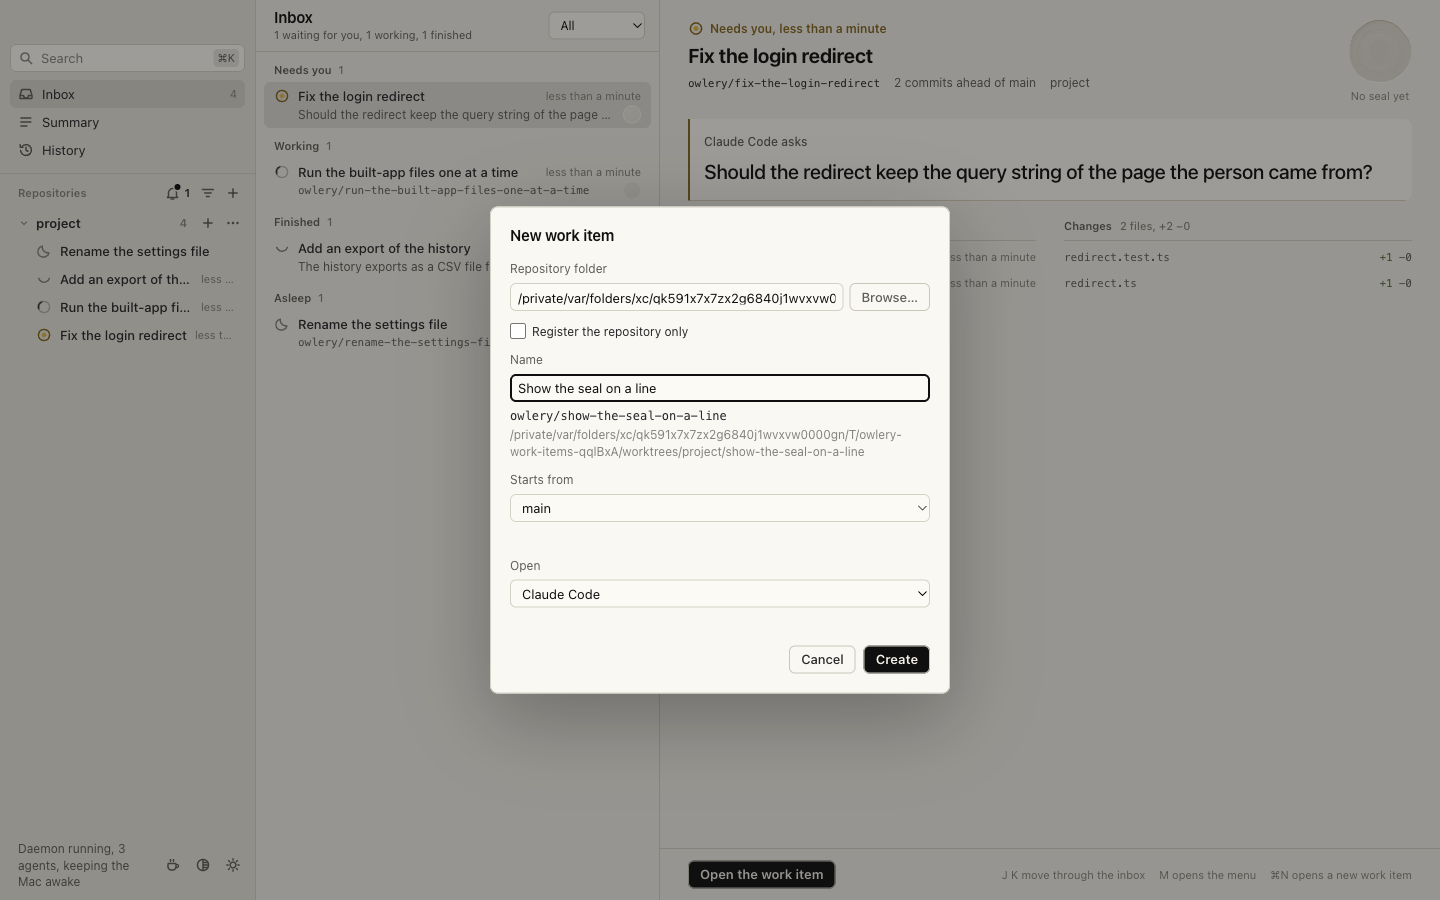 Search
⌘K
Inbox
4
Summary
History
Repositories
1
project
4
Rename the settings file
Add an export of th...
less ...
Run the built-app fi...
less ...
Fix the login redirect
less t...
Daemon running, 3
agents, keeping the
Mac awake
Inbox
1 waiting for you, 1 working, 1 finished
All
Needs you 1
Fix the login redirect
less than a minute
Should the redirect keep the query string of the page ...
Working 1
Run the built-app files one at a time
less than a minute
owlery/run-the-built-app-files-one-at-a-time
Finished 1
Add an export of the history
The history exports as a CSV file f
Asleep 1
Rename the settings file
owlery/rename-the-settings-fi
Needs you, less than a minute
Fix the login redirect
owlery/fix-the-login-redirect 2 commits ahead of main project
No seal yet
Claude Code asks
Should the redirect keep the query string of the page the person came from?
Changes 2 files, +2 −0
ss than a minute
redirect.test.ts
+1 −0
ss than a minute
redirect.ts
+1 −0
New work item
Repository folder
/private/var/folders/xc/qk591x7x7zx2g6840j1wvxvw0
Browse...
Register the repository only
Name
Show the seal on a line
owlery/show-the-seal-on-a-line
/private/var/folders/xc/qk591x7x7zx2g6840j1wvxvw0000gn/T/owlery-
work-items-qqlBxA/worktrees/project/show-the-seal-on-a-line
Starts from
main
Open
Claude Code
Cancel
Create
Open the work item
J K move through the inbox M opens the menu ⌘N opens a new work item